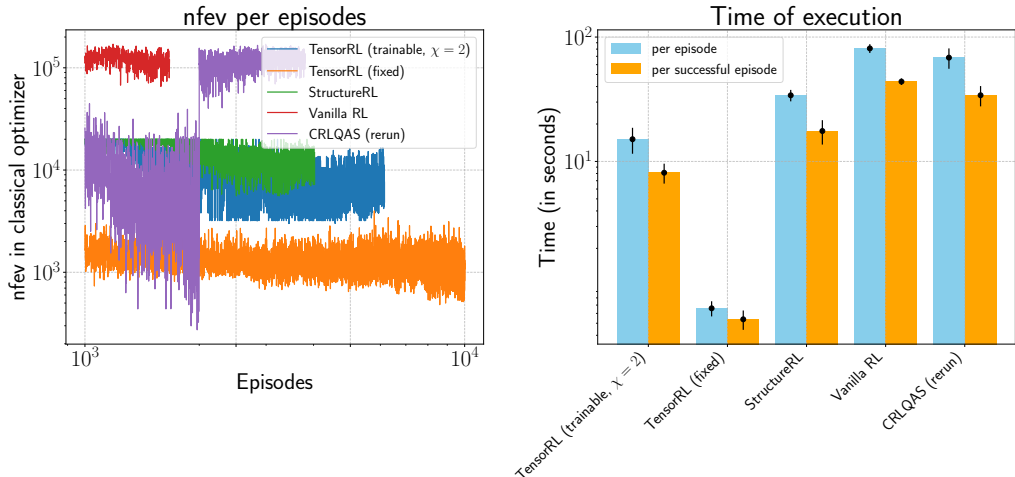 nfev per episodes
nfev in classical optimizer
10^5
10^4
10^3
TensorRL (trainable, χ = 2)
TensorRL (fixed)
StructureRL
Vanilla RL
CRLQAS (rerun)
10^3
10^4
Episodes
Time of execution
Time (in seconds)
10^2
10^1
per episode
per successful episode
TensorRL (trainable, χ = 2)
TensorRL (fixed)
StructureRL
Vanilla RL
CRLQAS (rerun)